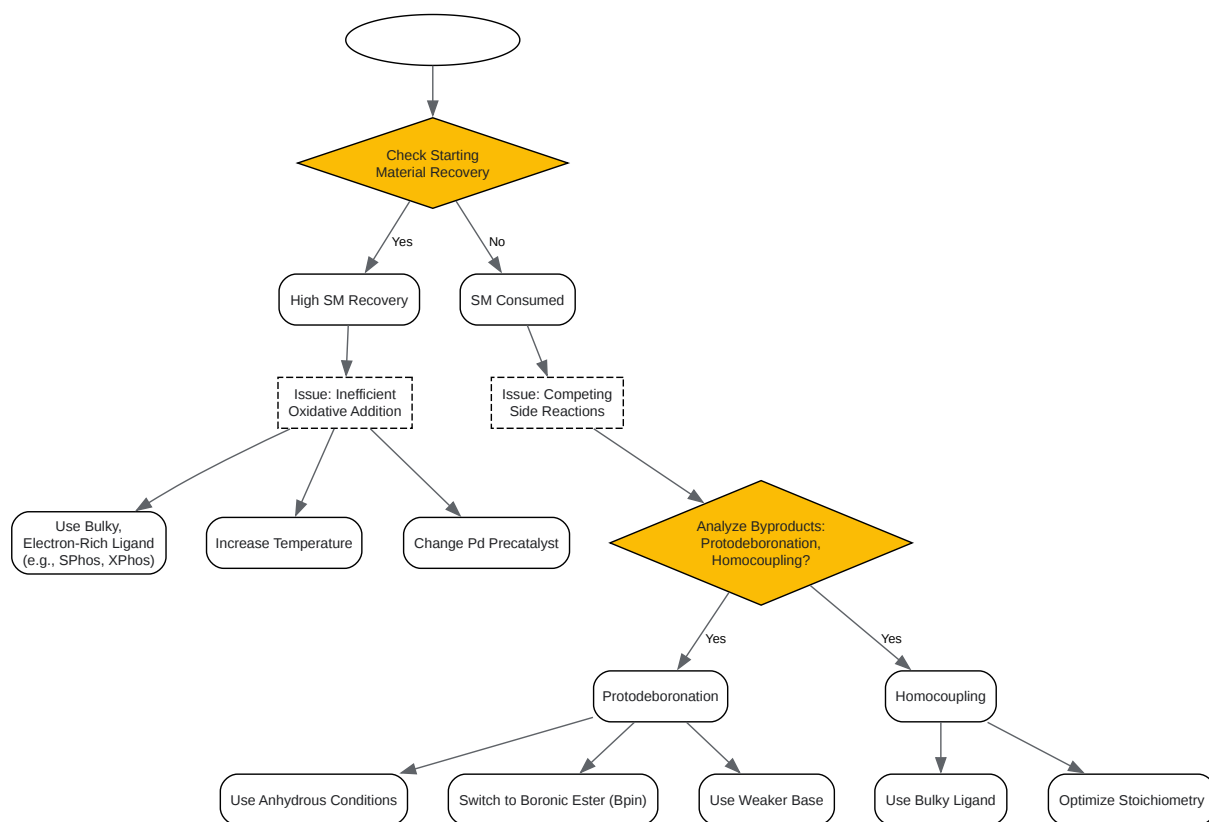 Check Starting
Material Recovery
Yes
No
High SM Recovery
SM Consumed
Issue: Inefficient
Oxidative Addition
Issue: Competing
Side Reactions
Use Bulky,
Electron-Rich Ligand
(e.g., SPhos, XPhos)
Increase Temperature
Change Pd Precatalyst
Analyze Byproducts:
Protodeboronation,
Homocoupling?
Yes
Yes
Protodeboronation
Homocoupling
Use Anhydrous Conditions
Switch to Boronic Ester (Bpin)
Use Weaker Base
Use Bulky Ligand
Optimize Stoichiometry